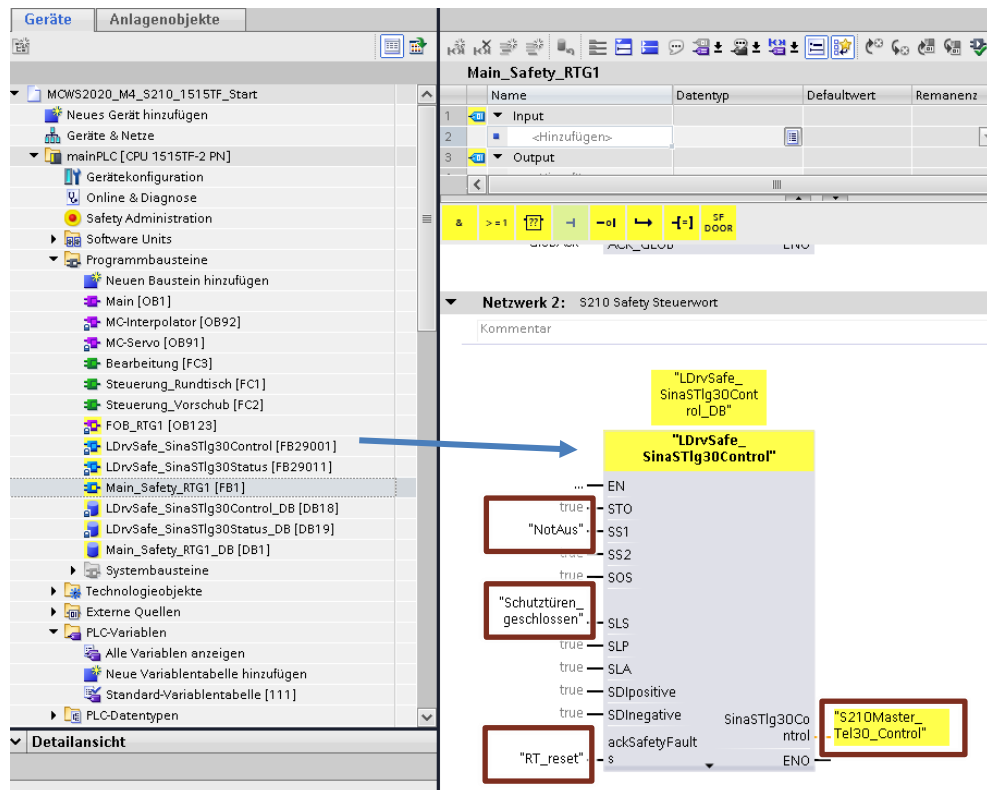 Geräte
Anlagenobjekte
MCWS2020_M4_S210_1515TF_Start
Neues Gerät hinzufügen
Geräte & Netze
mainPLC [CPU 1515TF-2 PN]
Gerätekonfiguration
Online & Diagnose
Safety Administration
Software Units
Programmbausteine
Neuen Baustein hinzufügen
Main [OB1]
MC-Interpolator [OB92]
MC-Servo [OB91]
Bearbeitung [FC3]
Steuerung_Rundtisch [FC1]
Steuerung_Vorschub [FC2]
FOB_RTG1 [OB123]
LDrvSafe_SinaSTlg30Control [FB29001]
LDrvSafe_SinaSTlg30Status [FB29011]
Main_Safety_RTG1 [FB1]
LDrvSafe_SinaSTlg30Control_DB [DB18]
LDrvSafe_SinaSTlg30Status_DB [DB19]
Main_Safety_RTG1_DB [DB1]
Systembausteine
Technologieobjekte
Externe Quellen
PLC-Variablen
Alle Variablen anzeigen
Neue Variablentabelle hinzufügen
Standard-Variablentabelle [111]
PLC-Datentypen
Detailansicht
Main_Safety_RTG1
Name Datentyp Defaultwert Remanenz
1 Input
2 <Hinzufügen>
3 Output
& >=1 ?? SF DOOR
ACK_GLOB ENO
Netzwerk 2: S210 Safety Steuerwort
Kommentar
"LDrvSafe_
SinaSTlg30Cont
rol_DB"
"LDrvSafe_
SinaSTlg30Control"
... EN
true STO
"NotAus" SS1
true SS2
true SOS
"Schutztüren_
geschlossen" SLS
true SLP
true SLA
true SDIpositive
true SDInegative
SinaSTlg30Co
ntrol
"S210Master_
Tel30_Control"
ackSafetyFault
"RT_reset" s
ENO